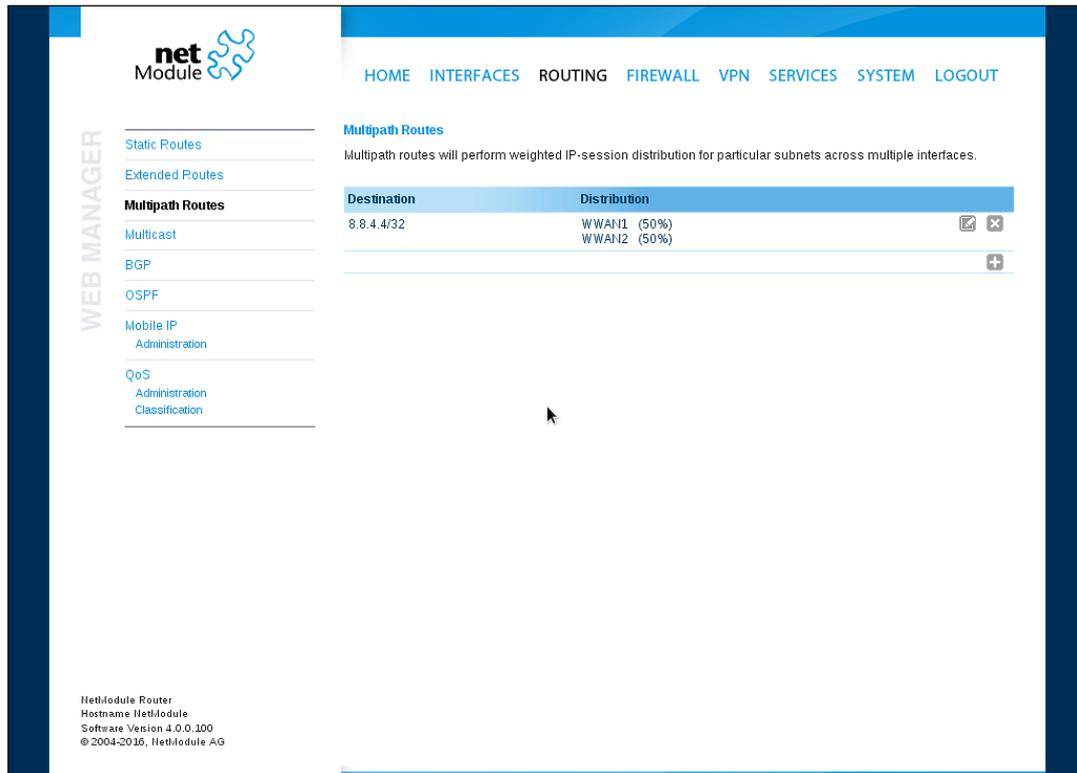 net
Module
HOME INTERFACES ROUTING FIREWALL VPN SERVICES SYSTEM LOGOUT
WEB MANAGER
Static Routes
Extended Routes
Multipath Routes
Multicast
BGP
OSPF
Mobile IP
Administration
QoS
Administration
Classification
Multipath Routes
Multipath routes will perform weighted IP-session distribution for particular subnets across multiple interfaces.
Destination Distribution
8.8.4.4/32 WWAN1 (50%)
WWAN2 (50%)
NetModule Router
Hostname NetModule
Software Version 4.0.0.100
© 2004-2016, NetModule AG